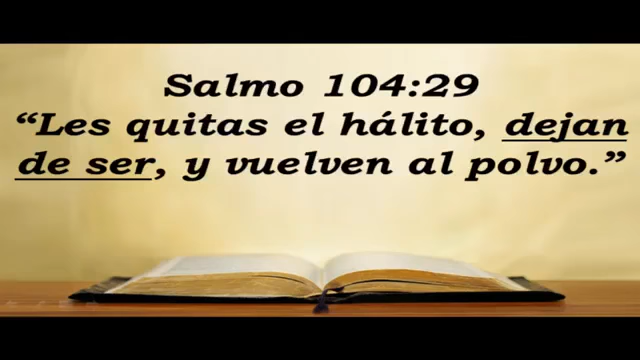 Salmo 104:29
“Les quitas el hálito, dejan
de ser, y vuelven al polvo.”